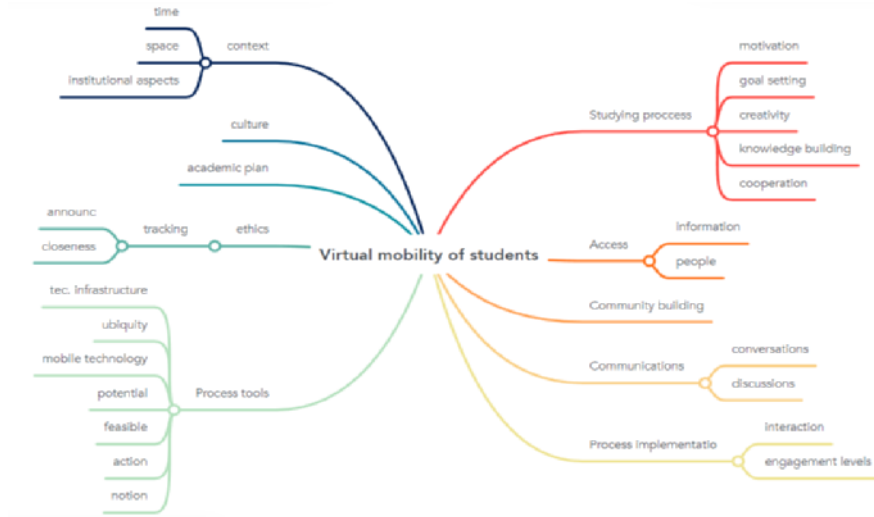 time
space
institutional aspects
context
culture
academic plan
announc
closeness
tracking
ethics
tec. Infrastructure
ubiquity
mobile technology
potential
feasible
action
notion
Process tools
Virtual mobility of students
Studying proccess
motivation
goal setting
creativity
knowledge building
cooperation
Access
Information
people
Community building
Communications
conversations
discussions
Process Implementatio
interaction
engagement levels